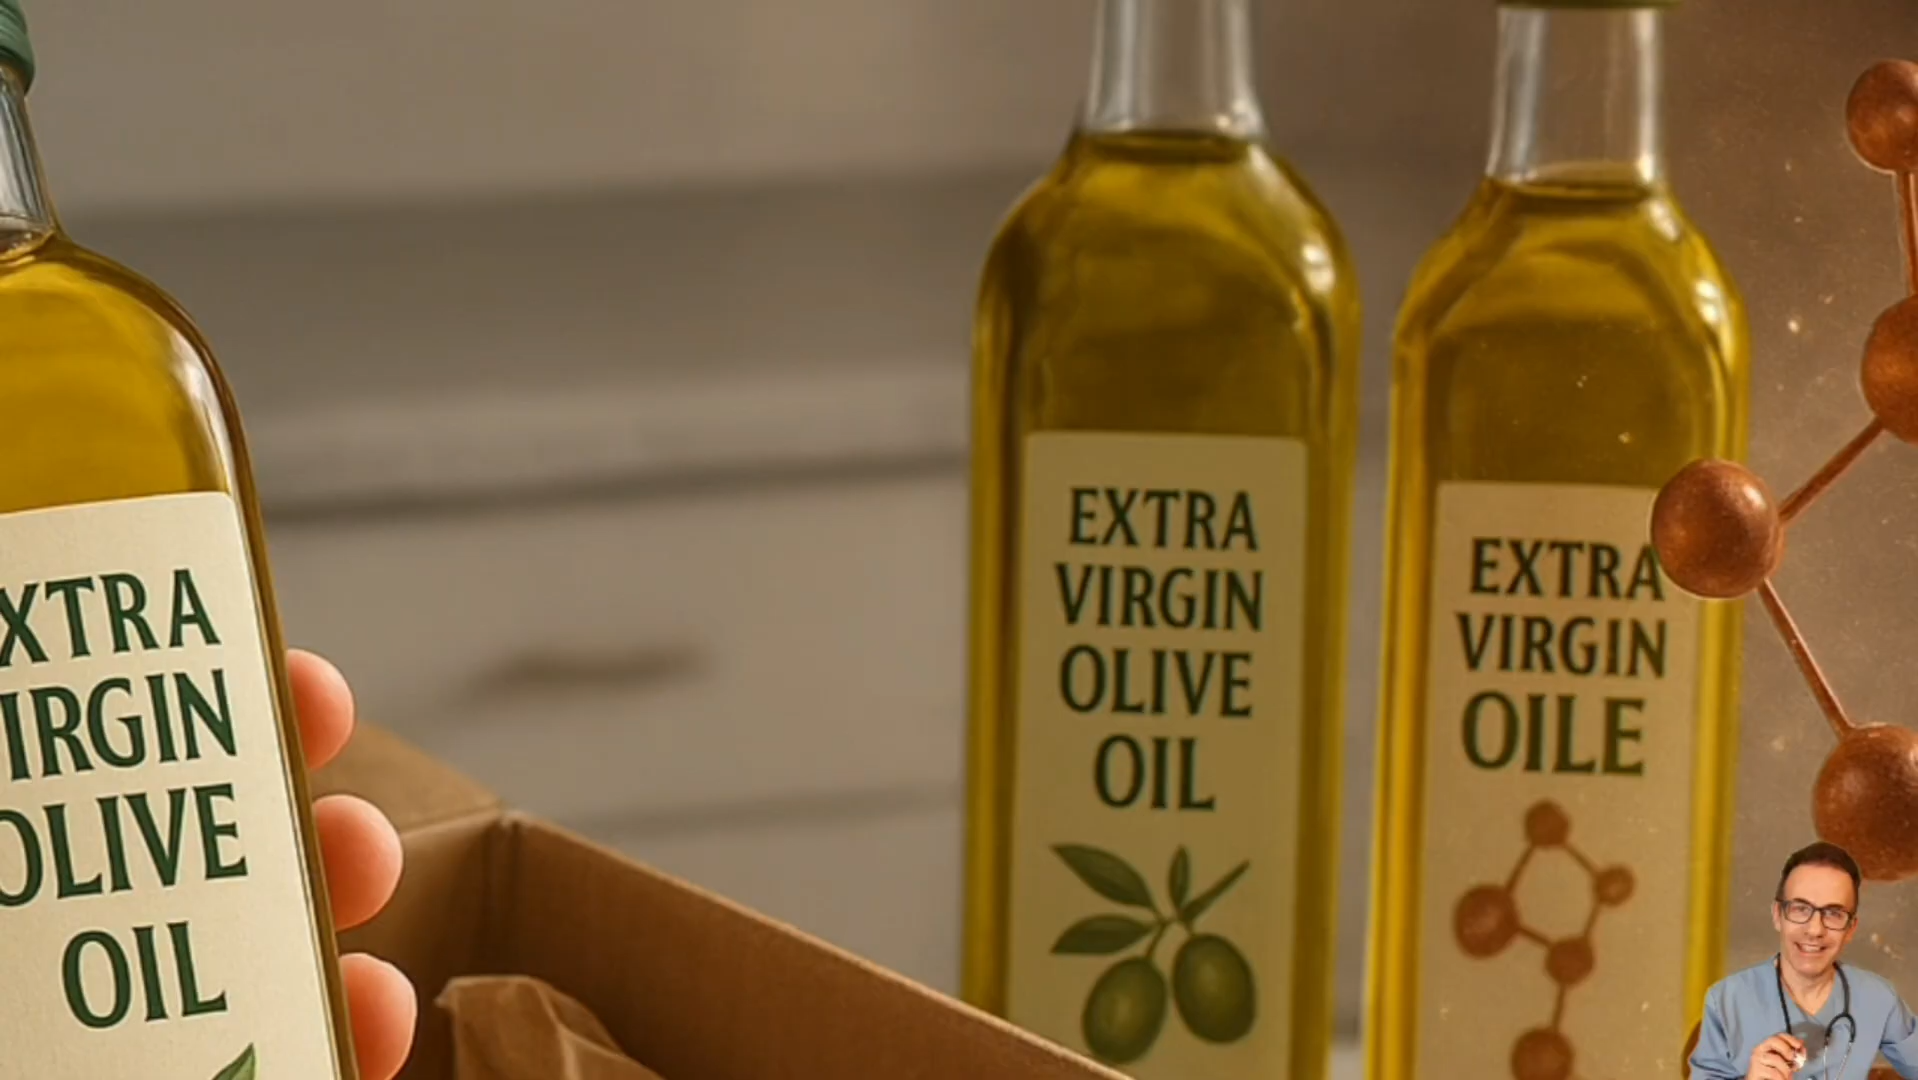 XTRA
IRGIN
OLIVE
OIL
EXTRA
VIRGIN
OLIVE
OIL
EXTRA
VIRGIN
OILE